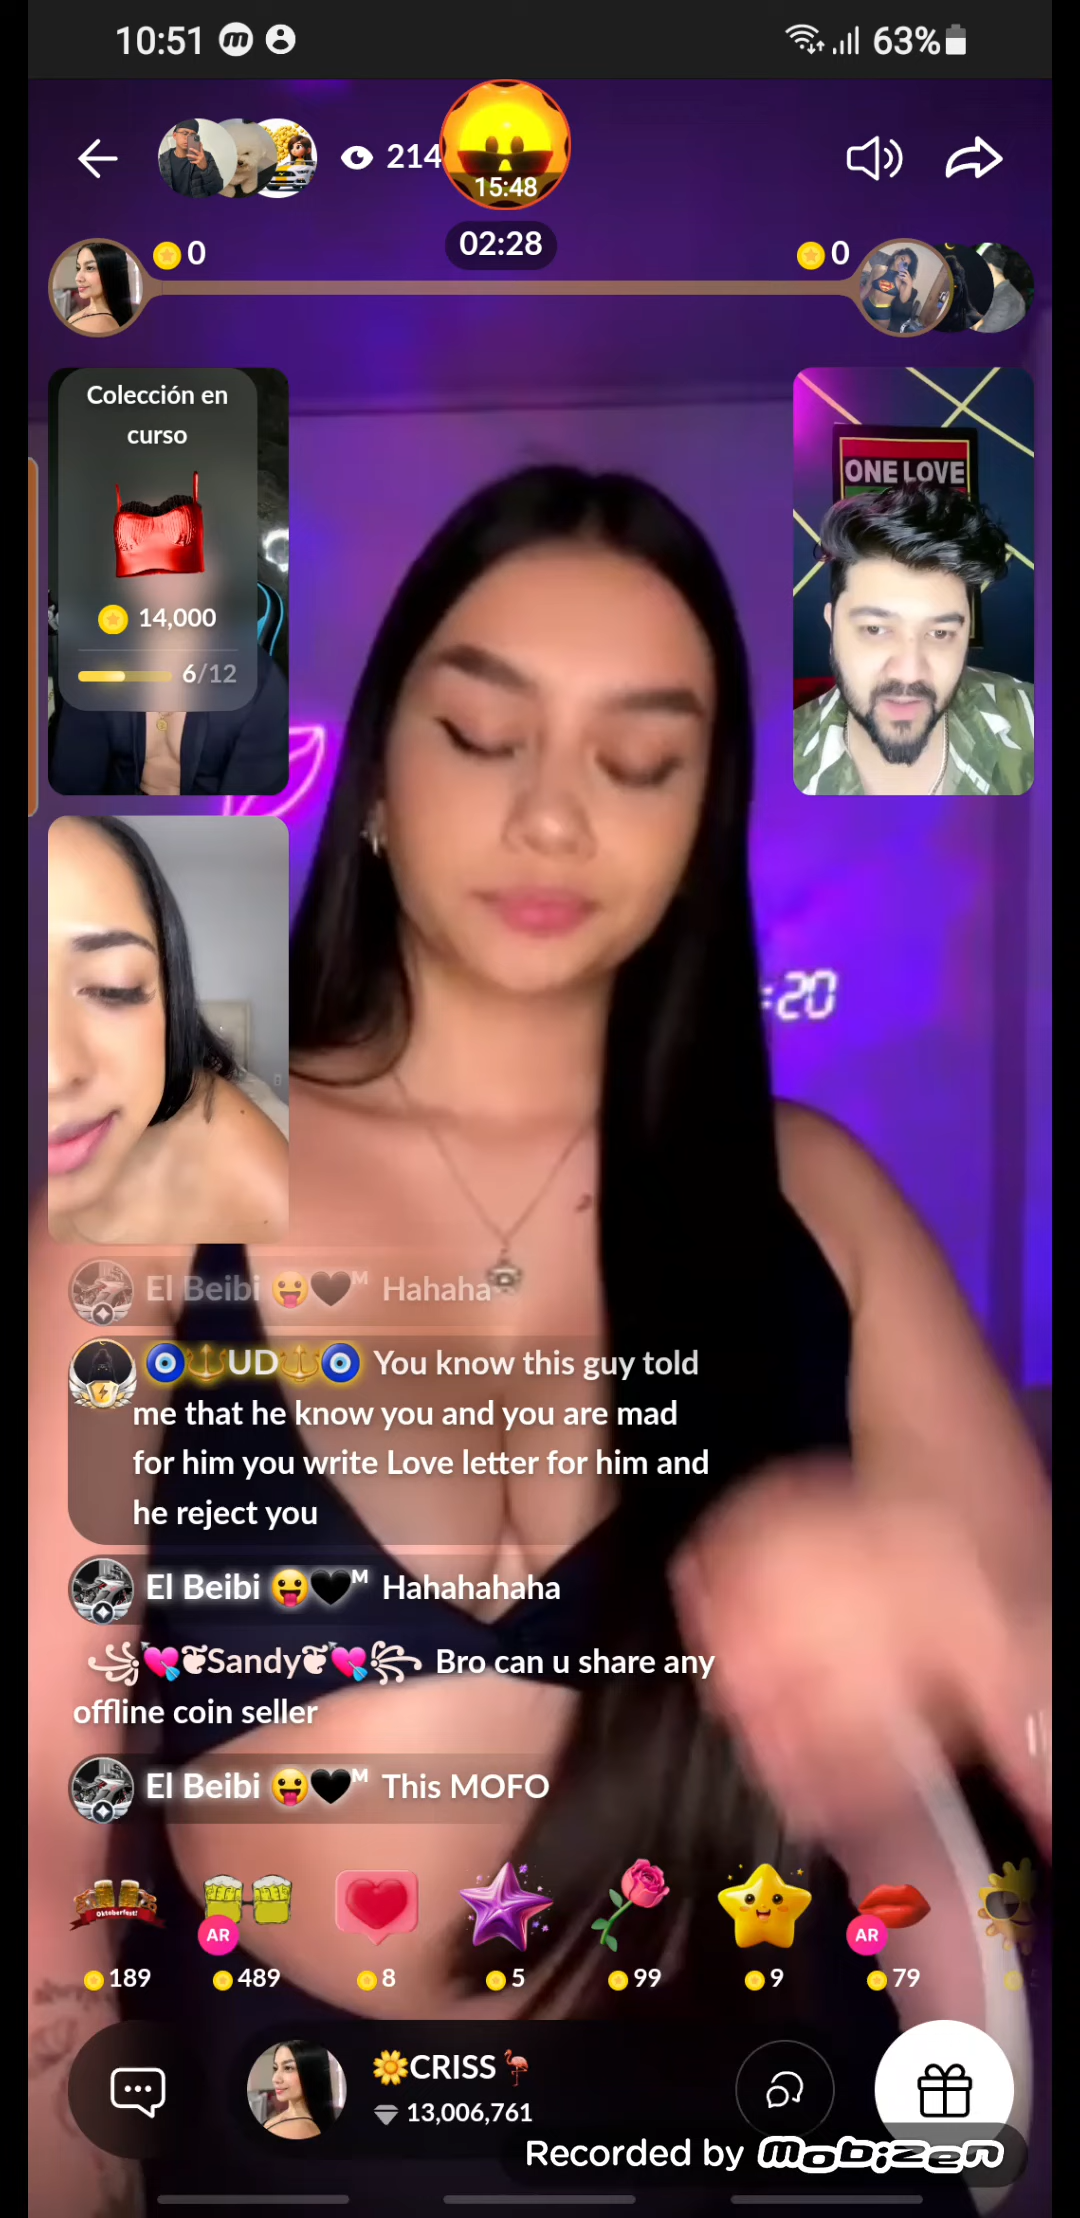 10:51 m 63%
214
15:48
02:28
0 0
Colección en
curso
14,000
6/12
ONE LOVE
:20
El Beibi 😛🖤ᴹ Hahaha
🧿🔱UD🔱🧿 You know this guy told
me that he know you and you are mad
for him you write Love letter for him and
he reject you
El Beibi 😛🖤ᴹ Hahahahaha
꧁💘❦Sandy❦💘꧂ Bro can u share any
offline coin seller
El Beibi 😛🖤ᴹ This MOFO
Oktoberfest!
AR AR
189 489 8 5 99 9 79
🌼CRISS🦩
13,006,761
Recorded by mobizen